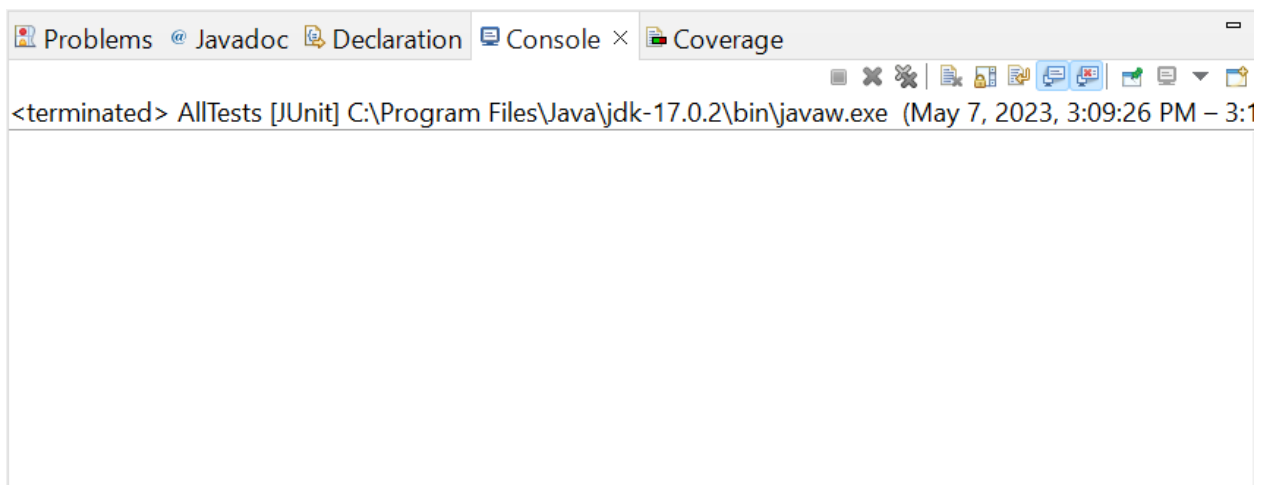 Problems @ Javadoc Declaration Console × Coverage
<terminated> AllTests [JUnit] C:\Program Files\Java\jdk-17.0.2\bin\javaw.exe (May 7, 2023, 3:09:26 PM – 3:1